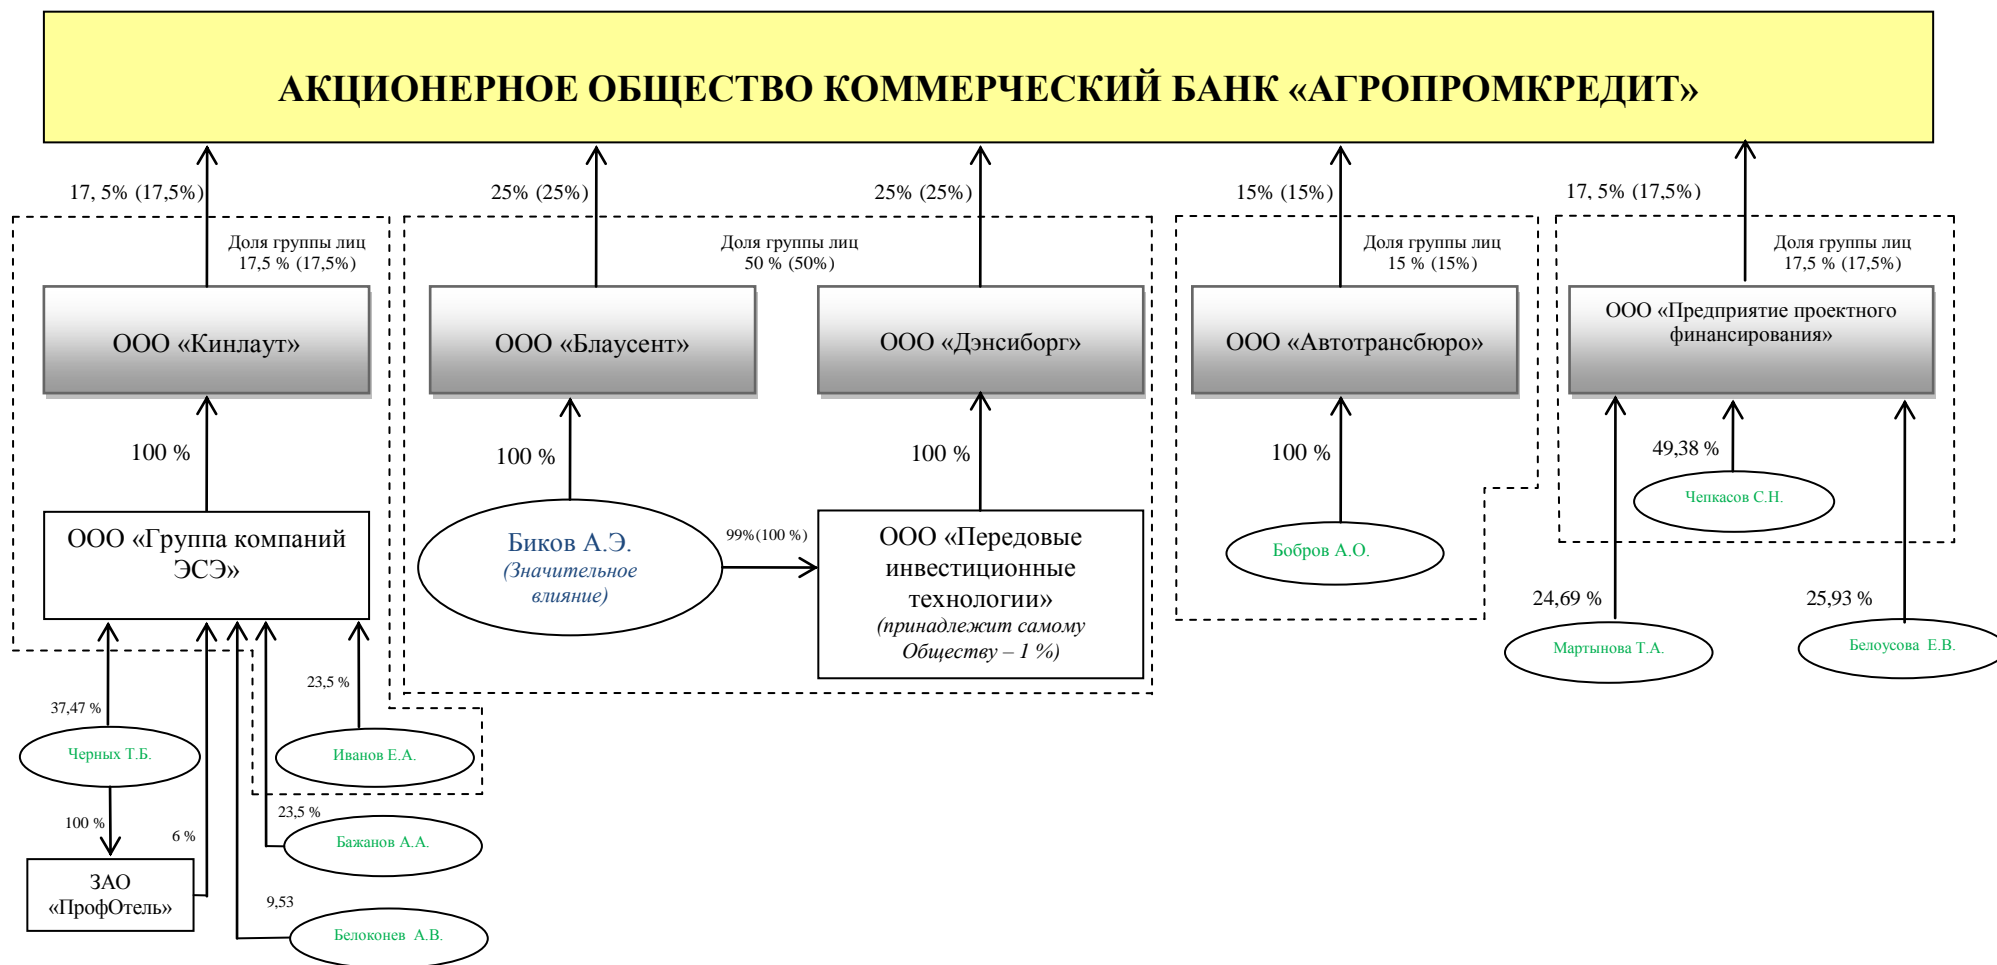 АКЦИОНЕРНОЕ ОБЩЕСТВО КОММЕРЧЕСКИЙ БАНК «АГРОПРОМКРЕДИТ»
17, 5% (17,5%)
25% (25%)
25% (25%)
15% (15%)
17, 5% (17,5%)
Доля группы лиц
17,5 % (17,5%)
Доля группы лиц
50 % (50%)
Доля группы лиц
15 % (15%)
Доля группы лиц
17,5 % (17,5%)
ООО «Кинлаут»
ООО «Блаусент»
ООО «Дэнсиборг»
ООО «Автотрансбюро»
ООО «Предприятие проектного
финансирования»
100 %
100 %
100 %
100 %
49,38 %
Чепкасов С.Н.
ООО «Группа компаний
ЭСЭ»
Биков А.Э.
(Значительное
влияние)
99%(100 %)
ООО «Передовые
инвестиционные
технологии»
(принадлежит самому
Обществу – 1 %)
Бобров А.О.
24,69 %
25,93 %
Мартынова Т.А.
Белоусова Е.В.
23,5 %
37,47 %
Черных Т.Б.
Иванов Е.А.
100 %
6 %
23,5 %
Бажанов А.А.
ЗАО
«ПрофОтель»
9,53
Белоконев А.В.